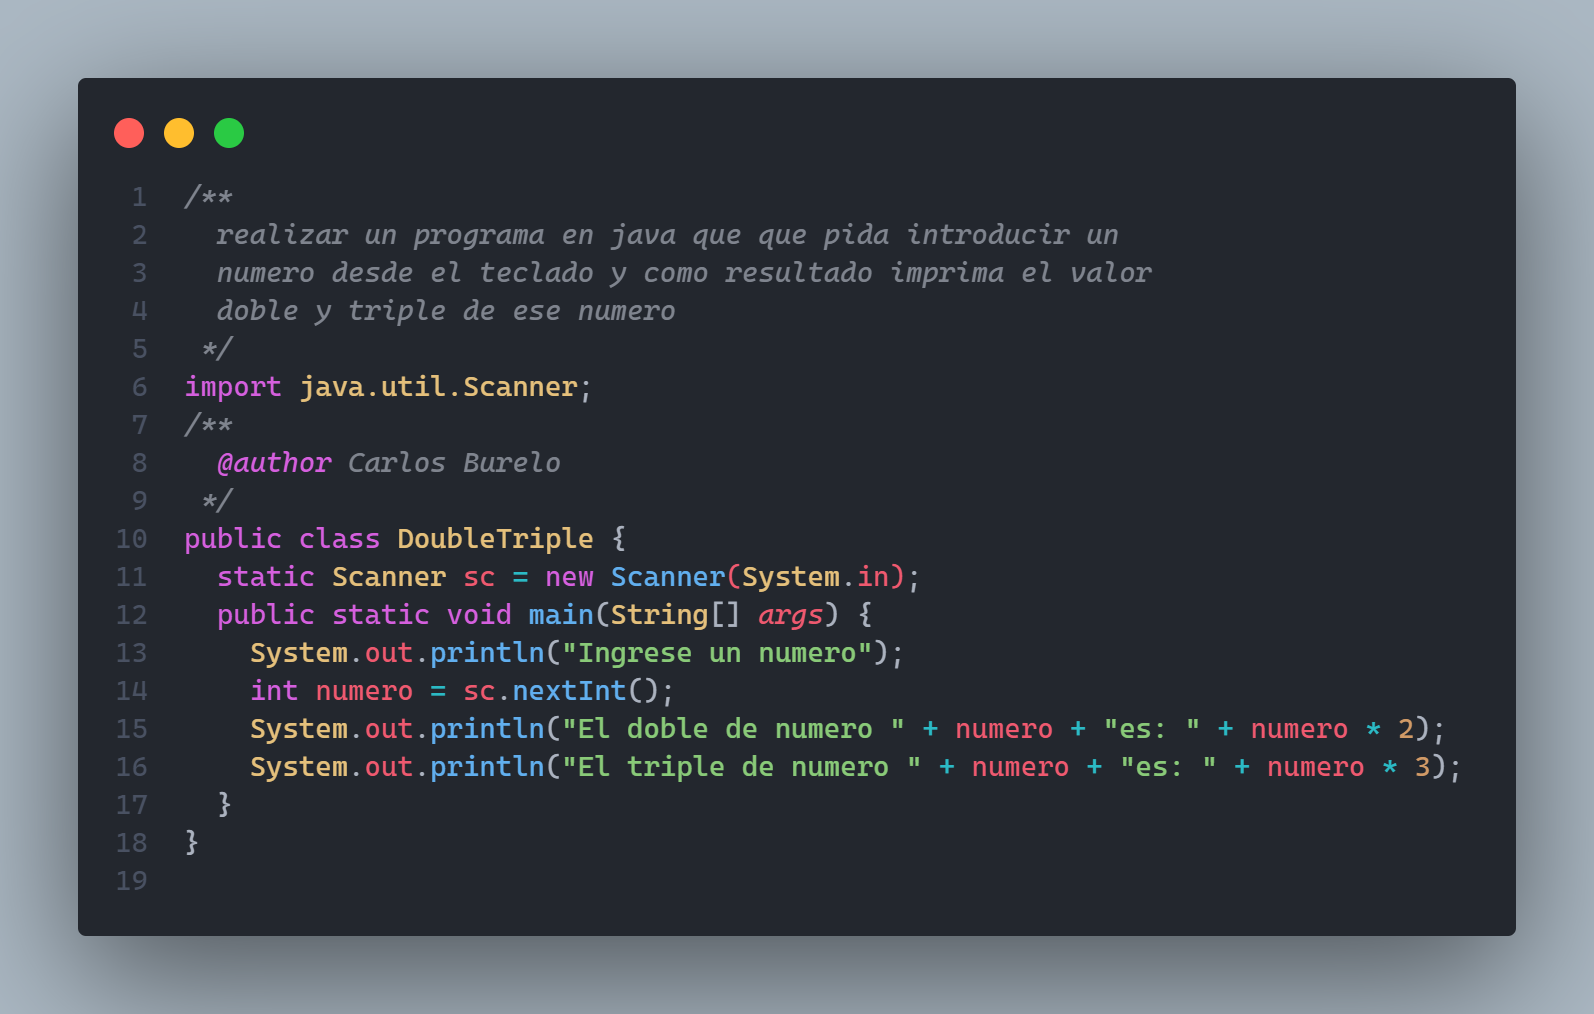 1 /**
2 realizar un programa en java que que pida introducir un
3 numero desde el teclado y como resultado imprima el valor
4 doble y triple de ese numero
5 */
6 import java.util.Scanner;
7 /**
8 @author Carlos Burelo
9 */
10 public class DoubleTriple {
11 static Scanner sc = new Scanner(System.in);
12 public static void main(String[] args) {
13 System.out.println("Ingrese un numero");
14 int numero = sc.nextInt();
15 System.out.println("El doble de numero " + numero + "es: " + numero * 2);
16 System.out.println("El triple de numero " + numero + "es: " + numero * 3);
17 }
18 }
19